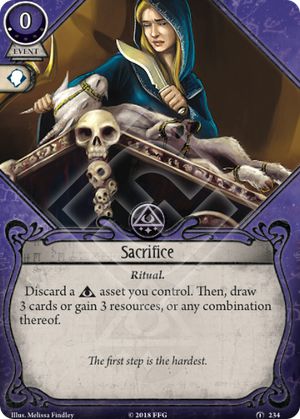 0
EVENT
Sacrifice
Ritual.
Discard a asset you control. Then, draw
3 cards or gain 3 resources, or any combination
thereof.
The first step is the hardest.
Illus. Melissa Findley
© 2018 FFG
234